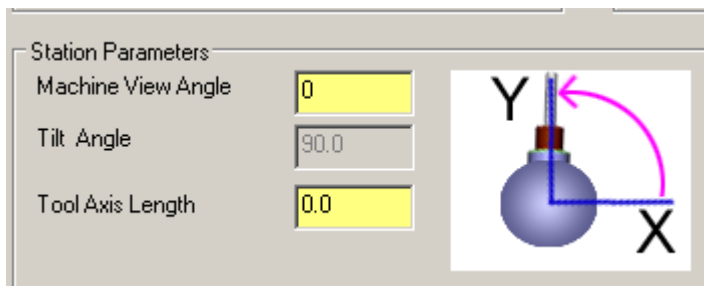 Station Parameters
Machine View Angle 0
Tilt Angle 90.0
Tool Axis Length 0.0
Y
X